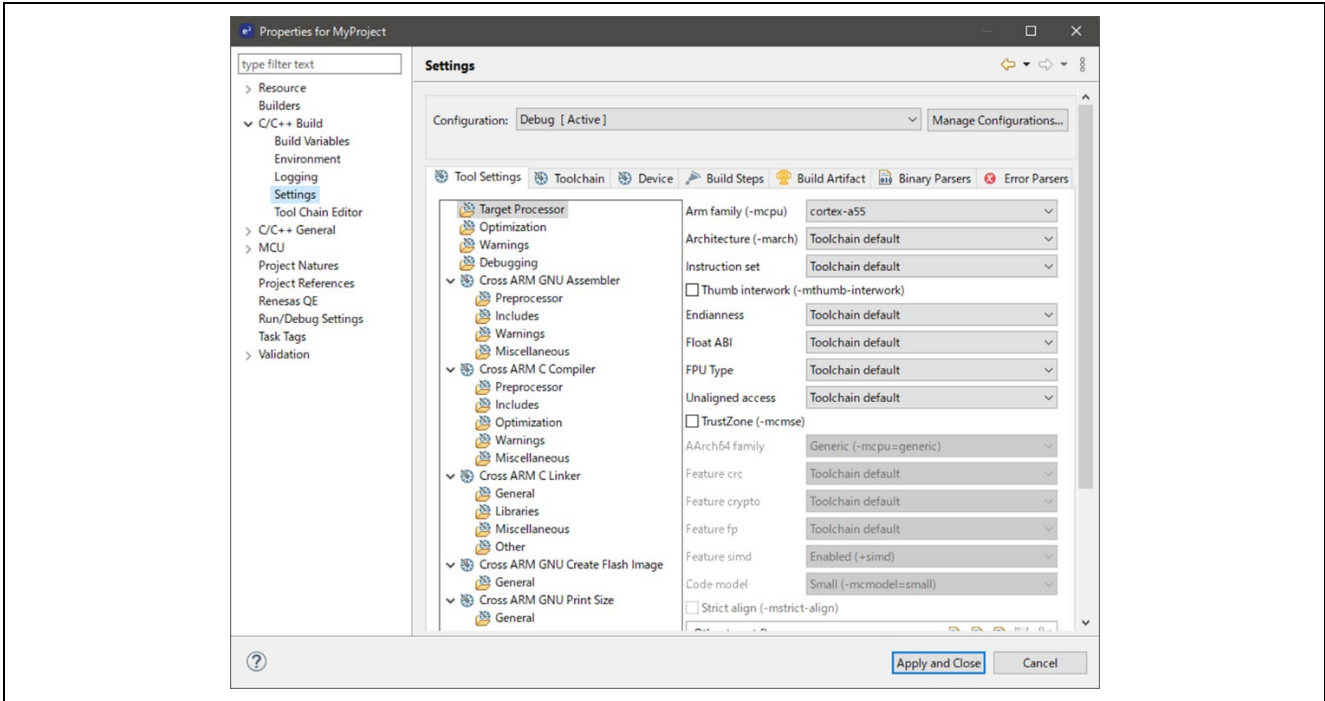 e² Properties for MyProject
type filter text
Resource
Builders
C/C++ Build
Build Variables
Environment
Logging
Settings
Tool Chain Editor
C/C++ General
MCU
Project Natures
Project References
Renesas QE
Run/Debug Settings
Task Tags
Validation
Settings
Configuration: Debug [ Active ] Manage Configurations...
Tool Settings Toolchain Device Build Steps Build Artifact Binary Parsers Error Parsers
Target Processor
Optimization
Warnings
Debugging
Cross ARM GNU Assembler
Preprocessor
Includes
Warnings
Miscellaneous
Cross ARM C Compiler
Preprocessor
Includes
Optimization
Warnings
Miscellaneous
Cross ARM C Linker
General
Libraries
Miscellaneous
Other
Cross ARM GNU Create Flash Image
General
Cross ARM GNU Print Size
General
Arm family (-mcpu) cortex-a55
Architecture (-march) Toolchain default
Instruction set Toolchain default
Thumb interwork (-mthumb-interwork)
Endianness Toolchain default
Float ABI Toolchain default
FPU Type Toolchain default
Unaligned access Toolchain default
TrustZone (-mcmse)
AArch64 family Generic (-mcpu=generic)
Feature crc Toolchain default
Feature crypto Toolchain default
Feature fp Toolchain default
Feature simd Enabled (+simd)
Code model Small (-mcmodel=small)
Strict align (-mstrict-align)
Apply and Close Cancel